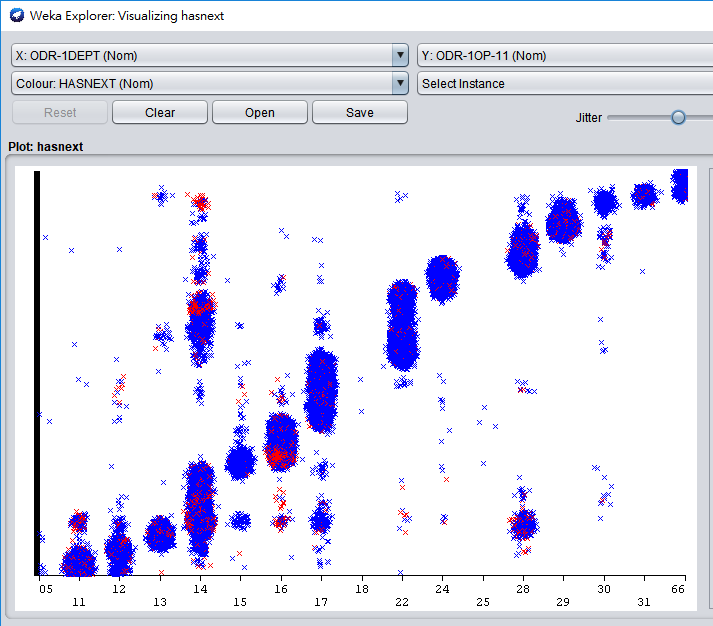 Weka Explorer: Visualizing hasnext
X: ODR-1DEPT (Nom) Y: ODR-1OP-11 (Nom)
Colour: HASNEXT (Nom) Select Instance
Reset Clear Open Save
Jitter
Plot: hasnext
05 12 14 16 18 24 28 30 66
11 13 15 17 22 25 29 31